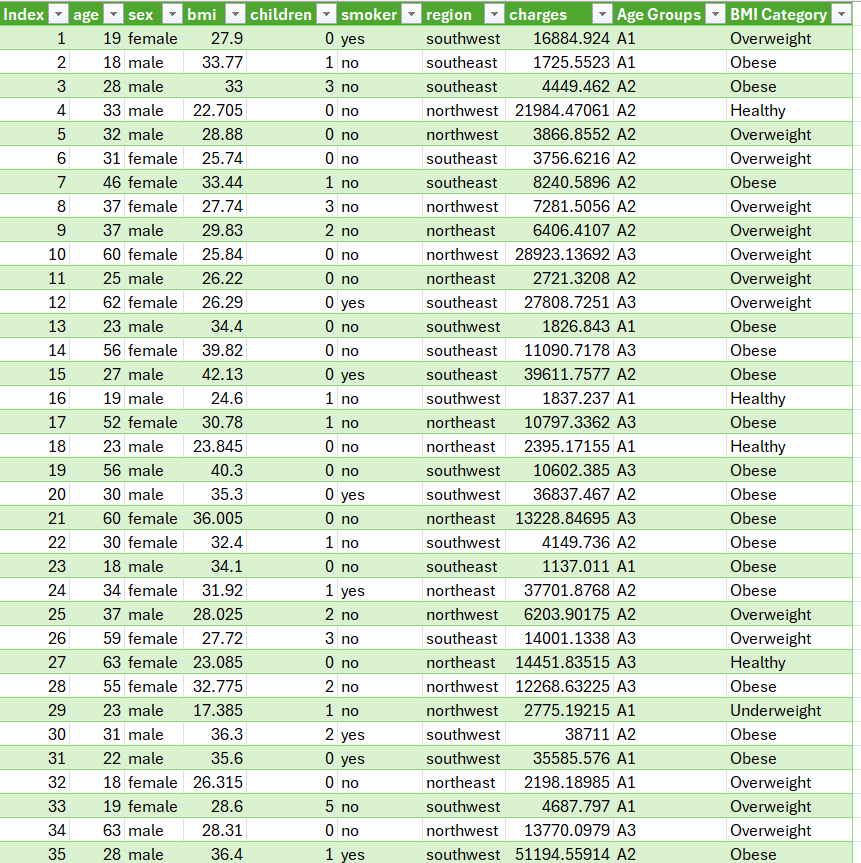 Index age sex bmi children smoker region charges Age Groups BMI Category
1 19 female 27.9 0 yes southwest 16884.924 A1 Overweight
2 18 male 33.77 1 no southeast 1725.5523 A1 Obese
3 28 male 33 3 no southeast 4449.462 A2 Obese
4 33 male 22.705 0 no northwest 21984.47061 A2 Healthy
5 32 male 28.88 0 no northwest 3866.8552 A2 Overweight
6 31 female 25.74 0 no southeast 3756.6216 A2 Overweight
7 46 female 33.44 1 no southeast 8240.5896 A2 Obese
8 37 female 27.74 3 no northwest 7281.5056 A2 Overweight
9 37 male 29.83 2 no northeast 6406.4107 A2 Overweight
10 60 female 25.84 0 no northwest 28923.13692 A3 Overweight
11 25 male 26.22 0 no northeast 2721.3208 A2 Overweight
12 62 female 26.29 0 yes southeast 27808.7251 A3 Overweight
13 23 male 34.4 0 no southwest 1826.843 A1 Obese
14 56 female 39.82 0 no southeast 11090.7178 A3 Obese
15 27 male 42.13 0 yes southeast 39611.7577 A2 Obese
16 19 male 24.6 1 no southwest 1837.237 A1 Healthy
17 52 female 30.78 1 no northeast 10797.3362 A3 Obese
18 23 male 23.845 0 no northeast 2395.17155 A1 Healthy
19 56 male 40.3 0 no southwest 10602.385 A3 Obese
20 30 male 35.3 0 yes southwest 36837.467 A2 Obese
21 60 female 36.005 0 no northeast 13228.84695 A3 Obese
22 30 female 32.4 1 no southwest 4149.736 A2 Obese
23 18 male 34.1 0 no southeast 1137.011 A1 Obese
24 34 female 31.92 1 yes northeast 37701.8768 A2 Obese
25 37 male 28.025 2 no northwest 6203.90175 A2 Overweight
26 59 female 27.72 3 no southeast 14001.1338 A3 Overweight
27 63 female 23.085 0 no northeast 14451.83515 A3 Healthy
28 55 female 32.775 2 no northwest 12268.63225 A3 Obese
29 23 male 17.385 1 no northwest 2775.19215 A1 Underweight
30 31 male 36.3 2 yes southwest 38711 A2 Obese
31 22 male 35.6 0 yes southwest 35585.576 A1 Obese
32 18 female 26.315 0 no northeast 2198.18985 A1 Overweight
33 19 female 28.6 5 no southwest 4687.797 A1 Overweight
34 63 male 28.31 0 no northwest 13770.0979 A3 Overweight
35 28 male 36.4 1 yes southwest 51194.55914 A2 Obese